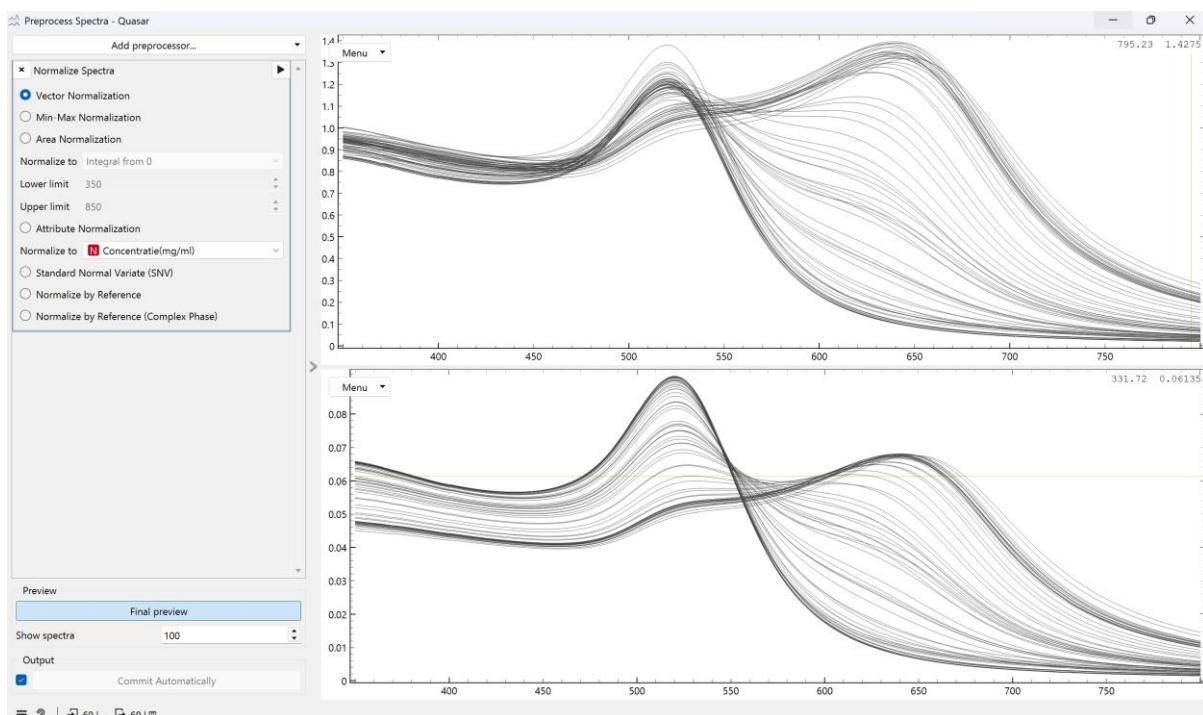 Preprocess Spectra - Quasar
Add preprocessor...
Normalize Spectra
Vector Normalization
Min-Max Normalization
Area Normalization
Normalize to Integral from 0
Lower limit 350
Upper limit 850
Attribute Normalization
Normalize to N Concentratie(mg/ml)
Standard Normal Variate (SNV)
Normalize by Reference
Normalize by Reference (Complex Phase)
Preview
Final preview
Show spectra 100
Output
Commit Automatically
Menu
795.23 1.4275
1.4
1.3
1.2
1.1
1.0
0.9
0.8
0.7
0.6
0.5
0.4
0.3
0.2
0.1
0
400 450 500 550 600 650 700 750
Menu
331.72 0.06135
0.08
0.07
0.06
0.05
0.04
0.03
0.02
0.01
0
400 450 500 550 600 650 700 750